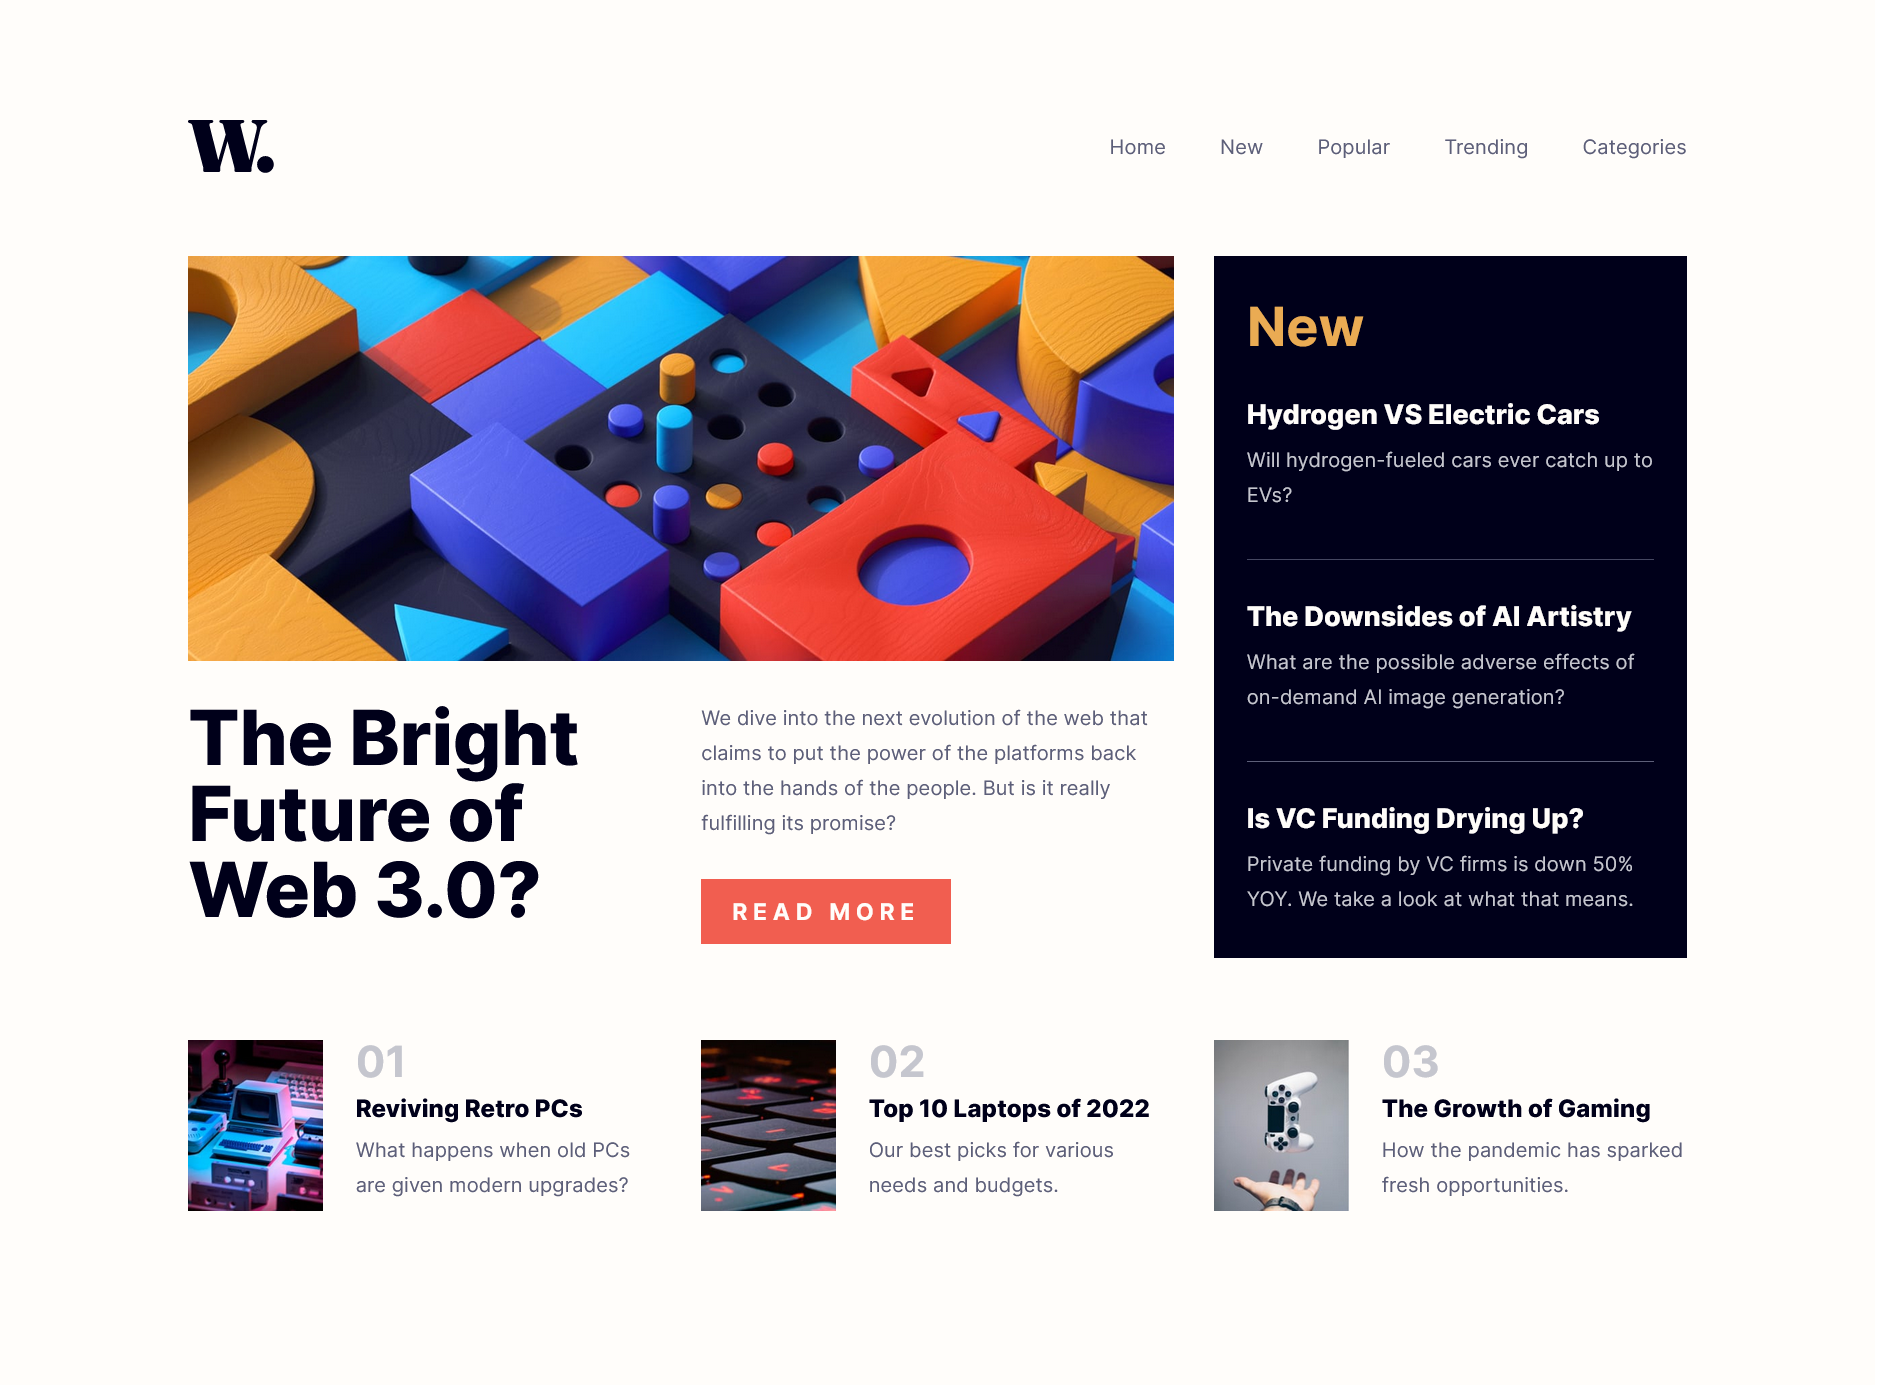 W.
Home New Popular Trending Categories
The Bright
Future of
Web 3.0?
We dive into the next evolution of the web that
claims to put the power of the platforms back
into the hands of the people. But is it really
fulfilling its promise?
READ MORE
New
Hydrogen VS Electric Cars
Will hydrogen-fueled cars ever catch up to
EVs?
The Downsides of AI Artistry
What are the possible adverse effects of
on-demand AI image generation?
Is VC Funding Drying Up?
Private funding by VC firms is down 50%
YOY. We take a look at what that means.
01
Reviving Retro PCs
What happens when old PCs
are given modern upgrades?
02
Top 10 Laptops of 2022
Our best picks for various
needs and budgets.
03
The Growth of Gaming
How the pandemic has sparked
fresh opportunities.